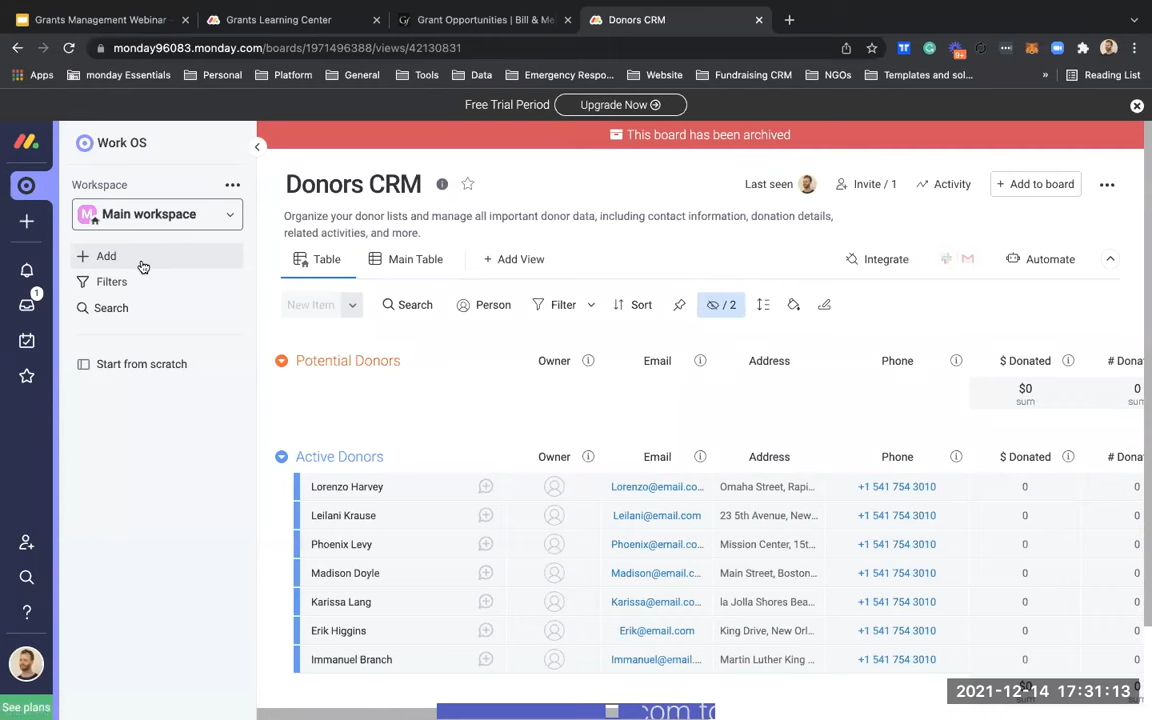 Grants Management Webinar
Grants Learning Center
Grant Opportunities | Bill & Me
Donors CRM
monday96083.monday.com/boards/1971496388/views/42130831
Apps
monday Essentials
Personal
Platform
General
Tools
Data
Emergency Respo...
Website
Fundraising CRM
NGOs
Templates and sol...
»
Reading List
Free Trial Period
Upgrade Now
Work OS
This board has been archived
Workspace
Donors CRM
Last seen
Invite / 1
Activity
+ Add to board
M Main workspace
Organize your donor lists and manage all important donor data, including contact information, donation details,
related activities, and more.
+ Add
Table
Main Table
+ Add View
Integrate
Automate
Filters
1
Search
New Item
Search
Person
Filter
Sort
/ 2
Start from scratch
Potential Donors
Owner
Email
Address
Phone
$ Donated
# Dona
$0
0
sum
sum
Active Donors
Owner
Email
Address
Phone
$ Donated
# Dona
Lorenzo Harvey
Lorenzo@email.co...
Omaha Street, Rapi...
+1 541 754 3010
0
0
Leilani Krause
Leilani@email.com
23 5th Avenue, New...
+1 541 754 3010
0
0
Phoenix Levy
Phoenix@email.co...
Mission Center, 15t...
+1 541 754 3010
0
0
Madison Doyle
Madison@email.c...
Main Street, Boston...
+1 541 754 3010
0
0
Karissa Lang
Karissa@email.co...
la Jolla Shores Bea...
+1 541 754 3010
0
0
Erik Higgins
Erik@email.com
King Drive, New Orl...
+1 541 754 3010
0
0
Immanuel Branch
Immanuel@email....
Martin Luther King ...
+1 541 754 3010
0
0
2021-12-14 17:31:13
See plans